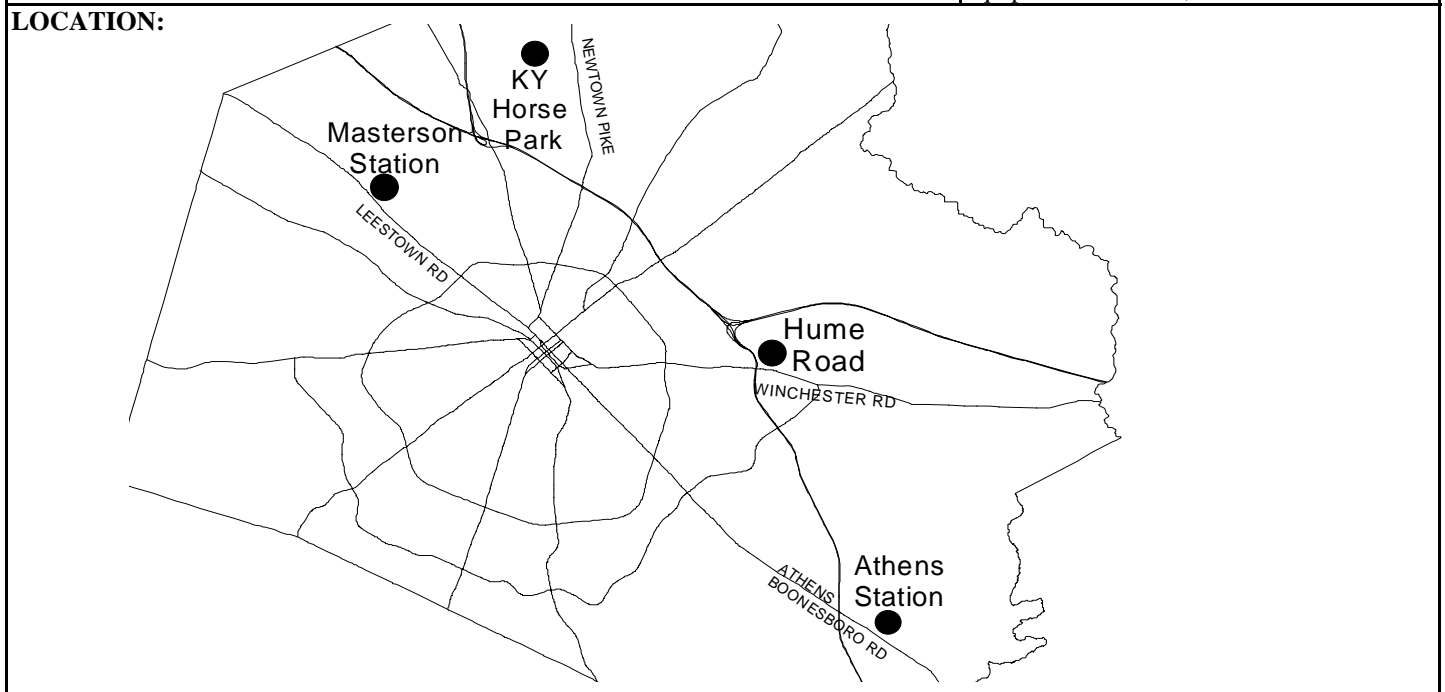 LOCATION:
KY
Horse
Park
NEWTOWN PIKE
Masterson
Station
LEESTOWN RD
Hume
Road
WINCHESTER RD
Athens
Station
ATHENS
BOONESBORO RD